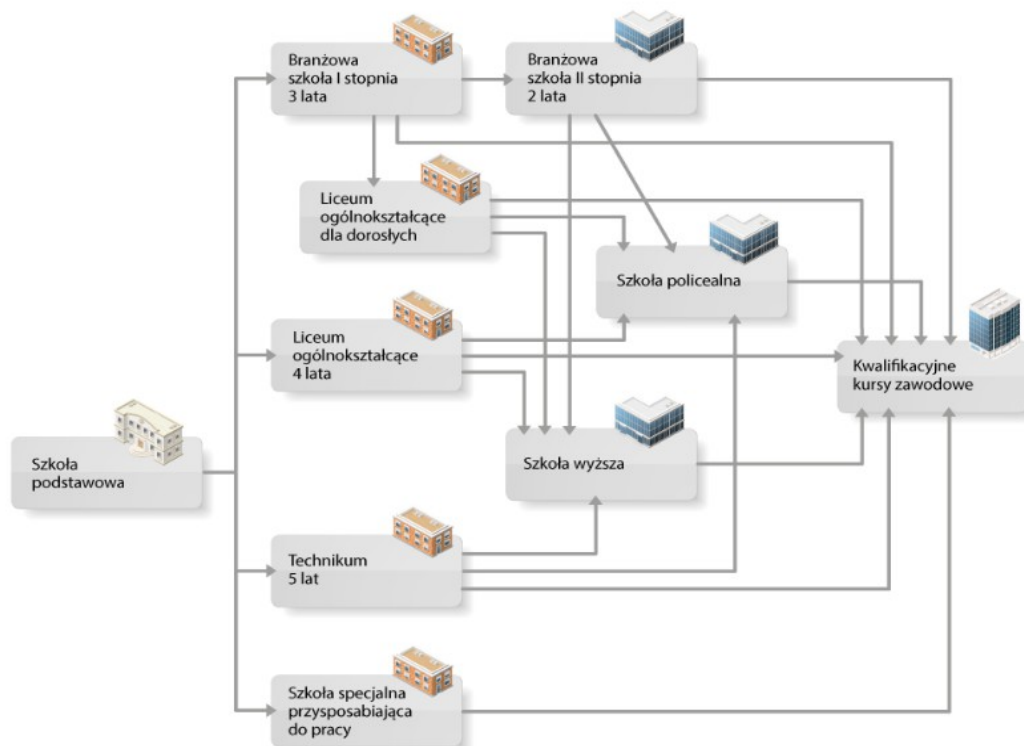 Branżowa
szkoła I stopnia
3 lata
Branżowa
szkoła II stopnia
2 lata
Liceum
ogólnokształcące
dla dorosłych
Szkoła policealna
Liceum
ogólnokształcące
4 lata
Kwalifikacyjne
kursy zawodowe
Szkoła
podstawowa
Szkoła wyższa
Technikum
5 lat
Szkoła specjalna
przysposabiająca
do pracy